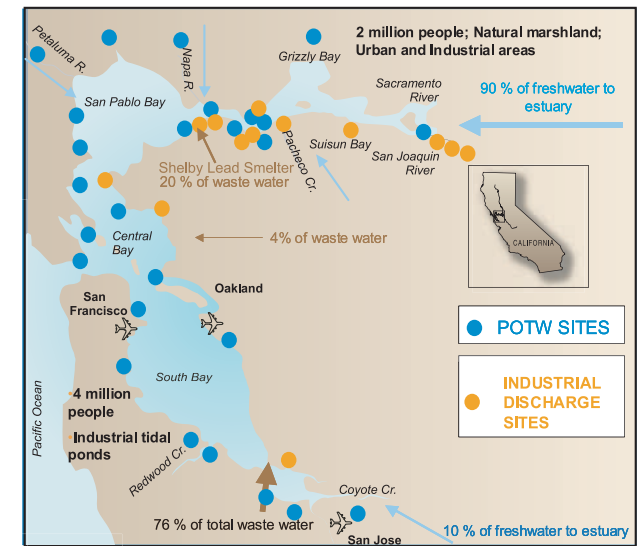 2 million people; Natural marshland;
Urban and Industrial areas
Petaluma R.
Napa R.
Grizzly Bay
Sacramento
River
90 % of freshwater to
estuary
San Pablo Bay
Pacheco Cr.
Suisun Bay
San Joaquin
River
Shelby Lead Smelter
20 % of waste water
CALIFORNIA
Central
Bay
4% of waste water
San
Francisco
Oakland
POTW SITES
South Bay
INDUSTRIAL
DISCHARGE
SITES
4 million
people
Industrial tidal
ponds
Pacific Ocean
Redwood Cr.
Coyote Cr.
76 % of total waste water
10 % of freshwater to estuary
San Jose